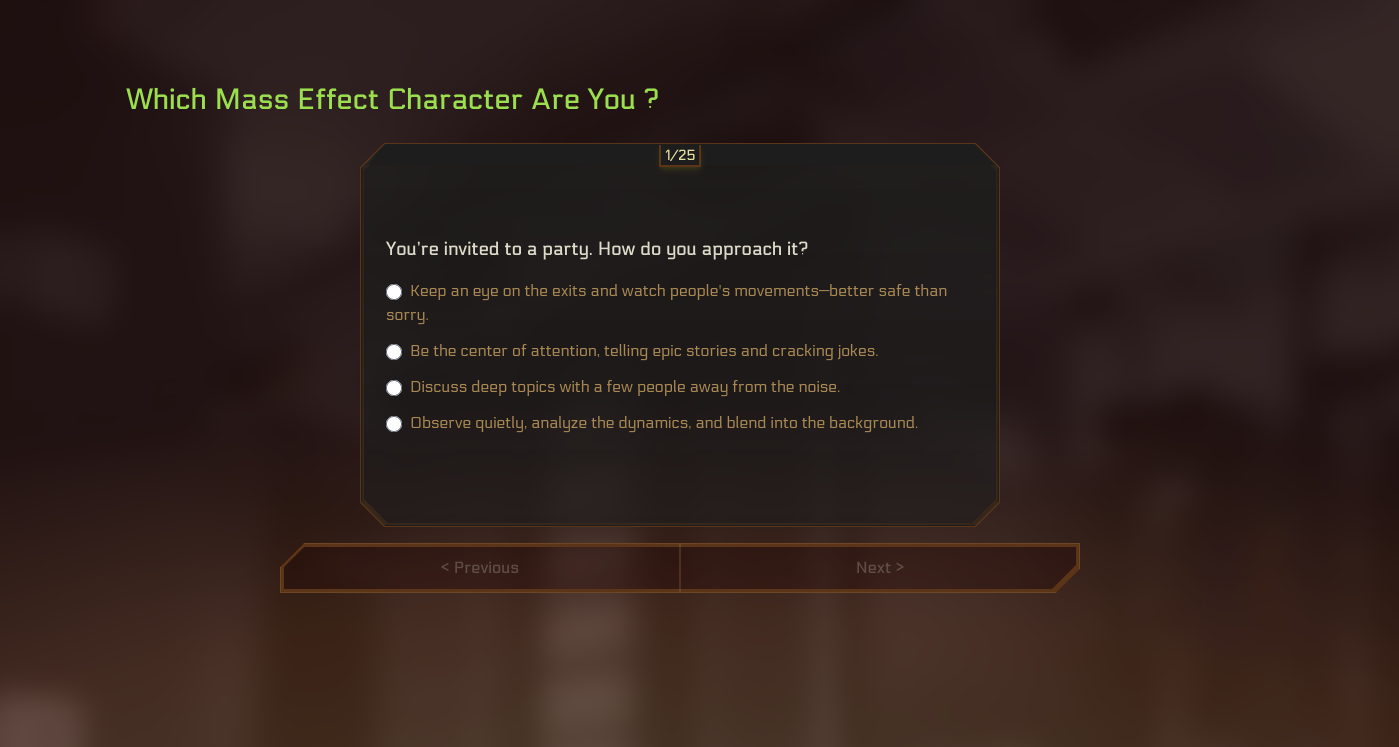 Which Mass Effect Character Are You ?
1/25
You're invited to a party. How do you approach it?
Keep an eye on the exits and watch people's movements—better safe than
sorry.
Be the center of attention, telling epic stories and cracking jokes.
Discuss deep topics with a few people away from the noise.
Observe quietly, analyze the dynamics, and blend into the background.
< Previous
Next >